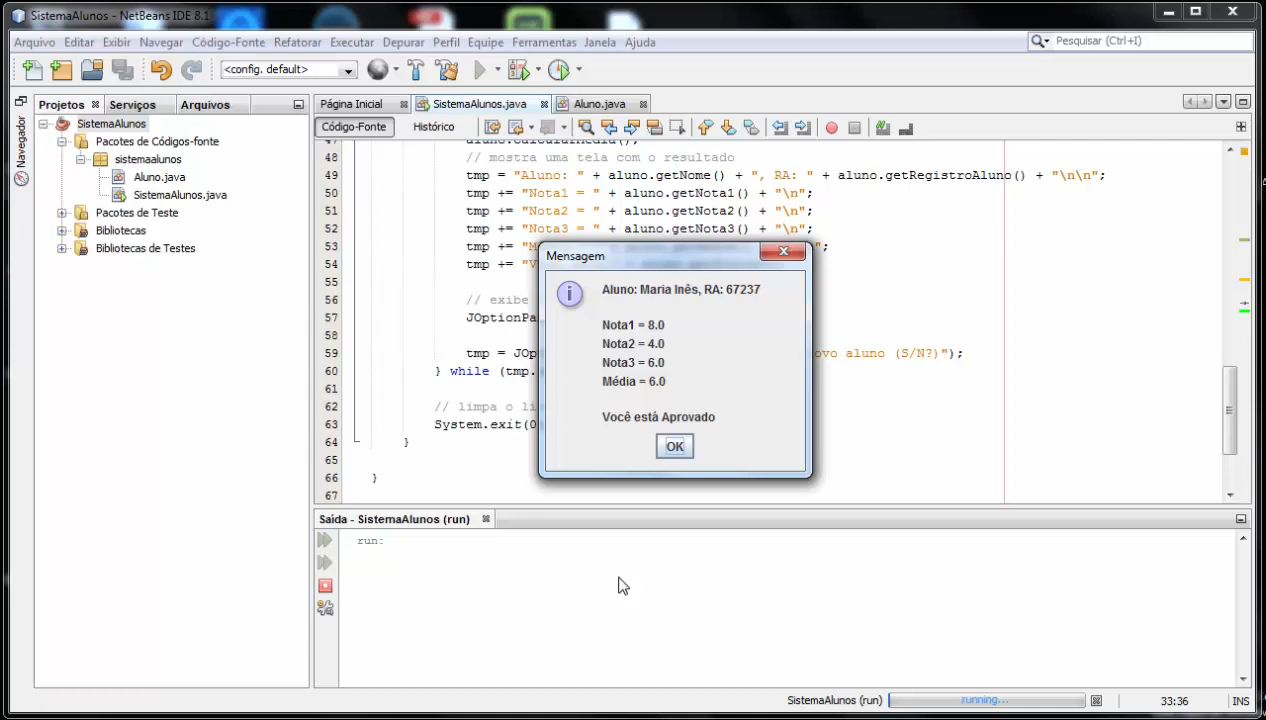 SistemaAlunos - NetBeans IDE 8.1
Arquivo Editar Exibir Navegar Código-Fonte Refatorar Executar Depurar Perfil Equipe Ferramentas Janela Ajuda
Pesquisar (Ctrl+I)
<config. default>
Projetos Serviços Arquivos
Navegador
SistemaAlunos
Pacotes de Códigos-fonte
sistemaalunos
Aluno.java
SistemaAlunos.java
Pacotes de Teste
Bibliotecas
Bibliotecas de Testes
Página Inicial SistemaAlunos.java Aluno.java
Código-Fonte Histórico
47 aluno.calcularMedia();
48 // mostra uma tela com o resultado
49 tmp = "Aluno: " + aluno.getNome() + ", RA: " + aluno.getRegistroAluno() + "\n\n";
50 tmp += "Nota1 = " + aluno.getNota1() + "\n";
51 tmp += "Nota2 = " + aluno.getNota2() + "\n";
52 tmp += "Nota3 = " + aluno.getNota3() + "\n";
53 tmp += "M ";
54 tmp += "V
55
56 // exibe
57 JOptionPa
58
59 tmp = JOp ovo aluno (S/N?)");
60 } while (tmp.
61
62 // limpa o li
63 System.exit(0
64 }
65
66 }
67
Mensagem
Aluno: Maria Inês, RA: 67237
Nota1 = 8.0
Nota2 = 4.0
Nota3 = 6.0
Média = 6.0
Você está Aprovado
OK
Saída - SistemaAlunos (run)
run:
SistemaAlunos (run) running... 33:36 INS